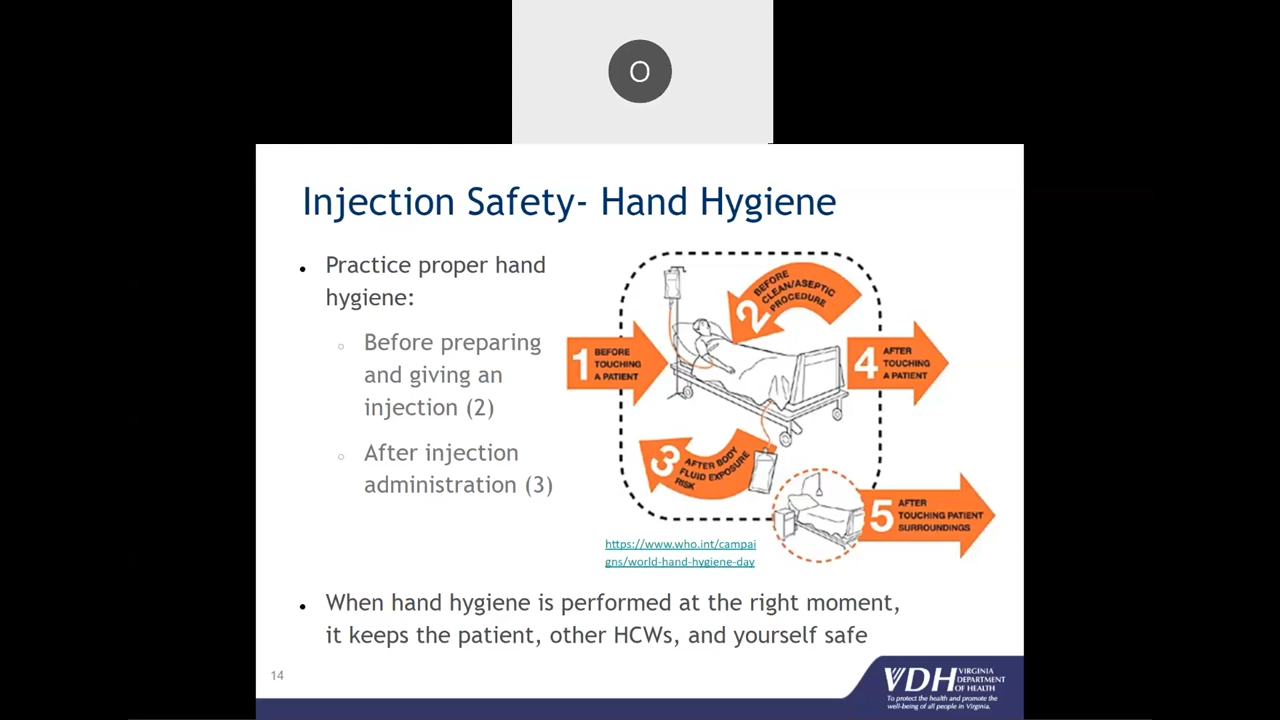 O
Injection Safety- Hand Hygiene
• Practice proper hand
hygiene:
○ Before preparing
and giving an
injection (2)
○ After injection
administration (3)
1 BEFORE
TOUCHING
A PATIENT
2 BEFORE
CLEAN/ASEPTIC
PROCEDURE
3 AFTER BODY
FLUID EXPOSURE
RISK
4 AFTER
TOUCHING
A PATIENT
5 AFTER
TOUCHING PATIENT
SURROUNDINGS
https://www.who.int/campai
gns/world-hand-hygiene-day
• When hand hygiene is performed at the right moment,
it keeps the patient, other HCWs, and yourself safe
14
VDH VIRGINIA
DEPARTMENT
OF HEALTH
To protect the health and promote the
well-being of all people in Virginia.